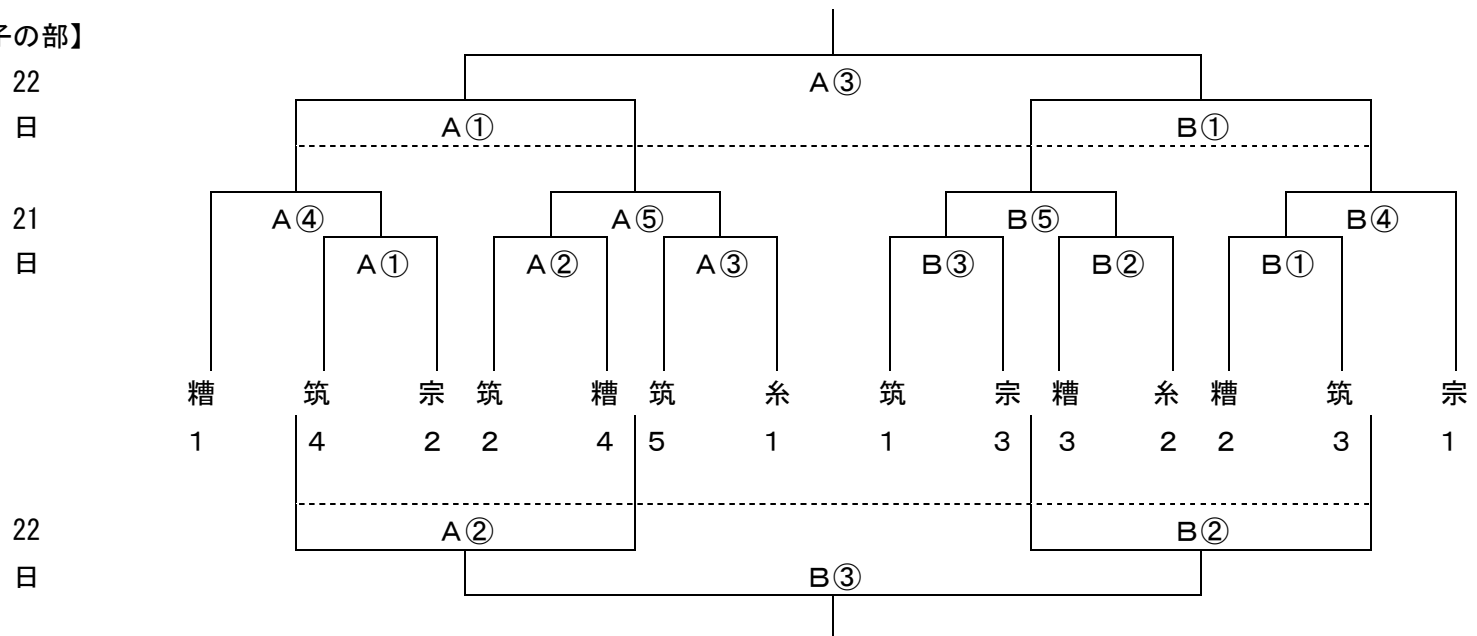 子の部】
22 A③
日 A① B①
21 A④ A⑤ B⑤ B④
日 A① A② A③ B③ B② B①
糟 筑 宗 筑 糟 筑 糸 筑 宗 糟 糸 糟 筑 宗
1 4 2 2 4 5 1 1 3 3 2 2 3 1
22 A② B②
日 B③